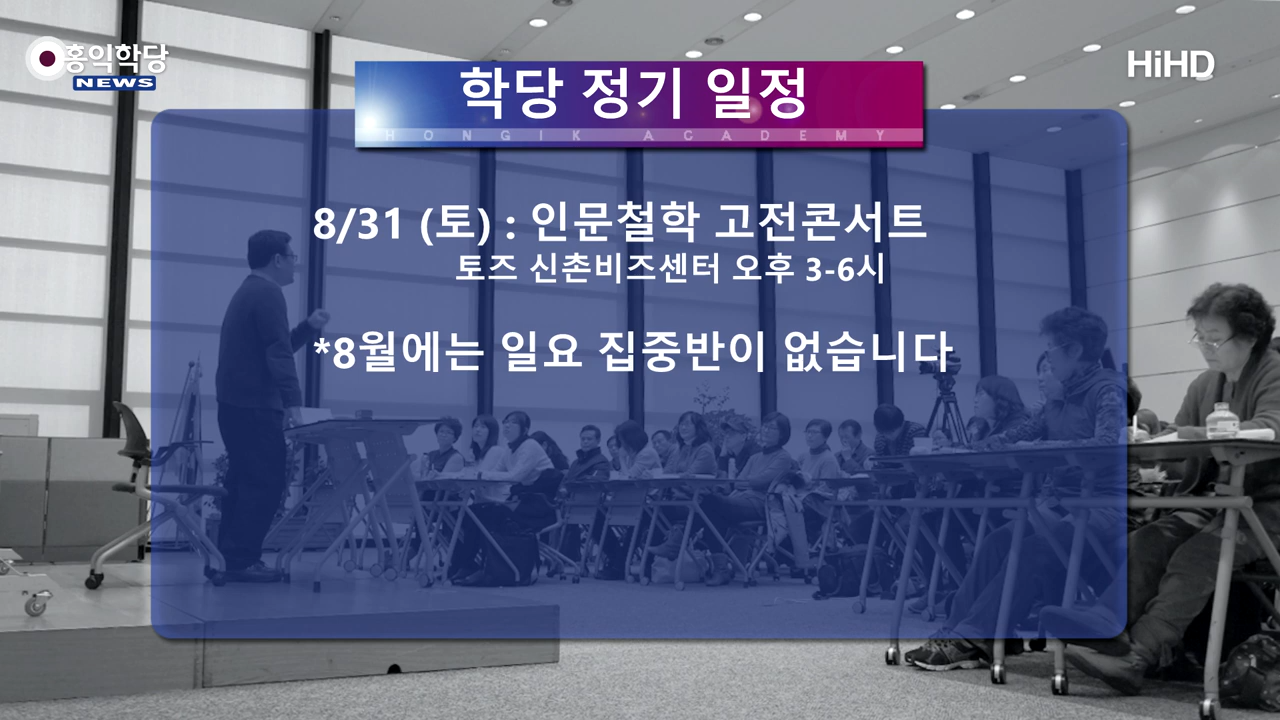 홍익학당
NEWS
HiHD
학당 정기 일정
HONGIK ACADEMY
8/31 (토) : 인문철학 고전콘서트
토즈 신촌비즈센터 오후 3-6시
*8월에는 일요 집중반이 없습니다